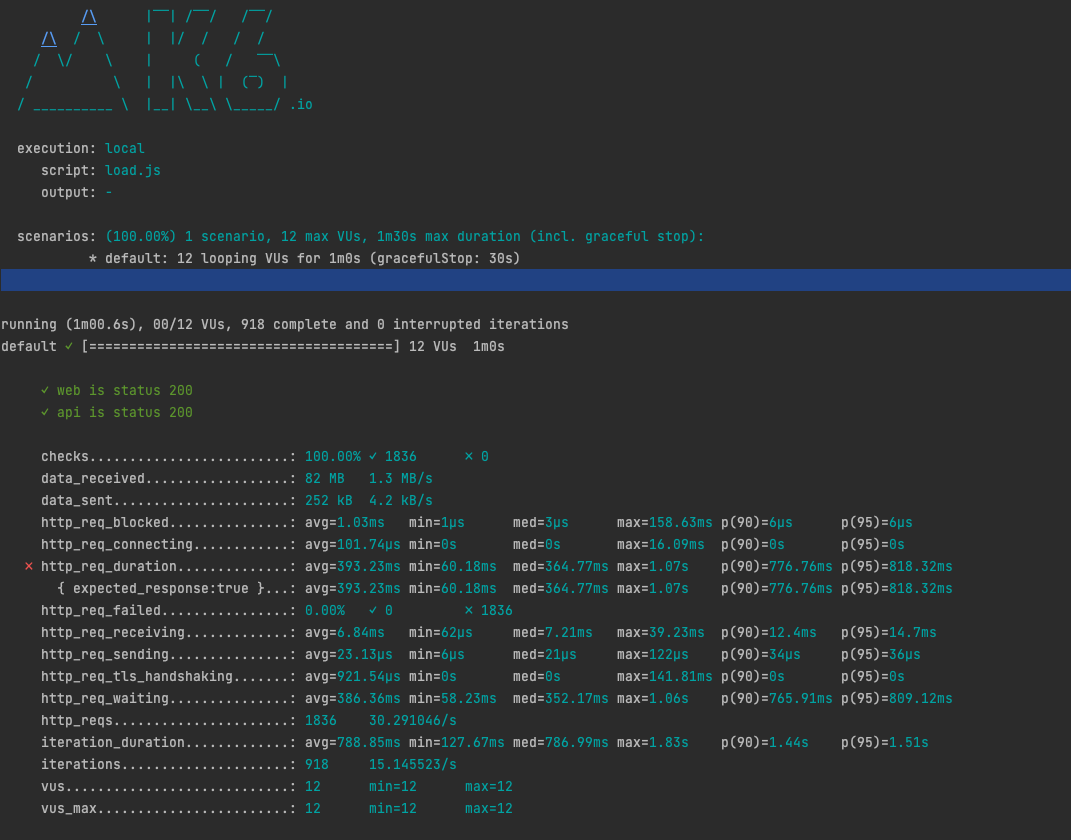 /\      |‾‾| /‾‾/   /‾‾/
/\  /  \     |  |/  /   /  /
/  \/    \    |     (   /   ‾‾\
/          \   |  |\  \ |  (‾)  |
/ __________ \  |__| \__\ \_____/ .io
execution: local
script: load.js
output: -
scenarios: (100.00%) 1 scenario, 12 max VUs, 1m30s max duration (incl. graceful stop):
* default: 12 looping VUs for 1m0s (gracefulStop: 30s)
running (1m00.6s), 00/12 VUs, 918 complete and 0 interrupted iterations
default ✓ [======================================] 12 VUs  1m0s
✓ web is status 200
✓ api is status 200
checks.........................: 100.00% ✓ 1836      ✗ 0
data_received..................: 82 MB   1.3 MB/s
data_sent......................: 252 kB  4.2 kB/s
http_req_blocked...............: avg=1.03ms   min=1µs      med=3µs      max=158.63ms p(90)=6µs      p(95)=6µs
http_req_connecting............: avg=101.74µs min=0s       med=0s       max=16.09ms  p(90)=0s       p(95)=0s
✗ http_req_duration..............: avg=393.23ms min=60.18ms  med=364.77ms max=1.07s    p(90)=776.76ms p(95)=818.32ms
{ expected_response:true }...: avg=393.23ms min=60.18ms  med=364.77ms max=1.07s    p(90)=776.76ms p(95)=818.32ms
http_req_failed................: 0.00%   ✓ 0         ✗ 1836
http_req_receiving.............: avg=6.84ms   min=62µs     med=7.21ms   max=39.23ms  p(90)=12.4ms   p(95)=14.7ms
http_req_sending...............: avg=23.13µs  min=6µs      med=21µs     max=122µs    p(90)=34µs     p(95)=36µs
http_req_tls_handshaking.......: avg=921.54µs min=0s       med=0s       max=141.81ms p(90)=0s       p(95)=0s
http_req_waiting...............: avg=386.36ms min=58.23ms  med=352.17ms max=1.06s    p(90)=765.91ms p(95)=809.12ms
http_reqs......................: 1836    30.291046/s
iteration_duration.............: avg=788.85ms min=127.67ms med=786.99ms max=1.83s    p(90)=1.44s    p(95)=1.51s
iterations.....................: 918     15.145523/s
vus............................: 12      min=12      max=12
vus_max........................: 12      min=12      max=12